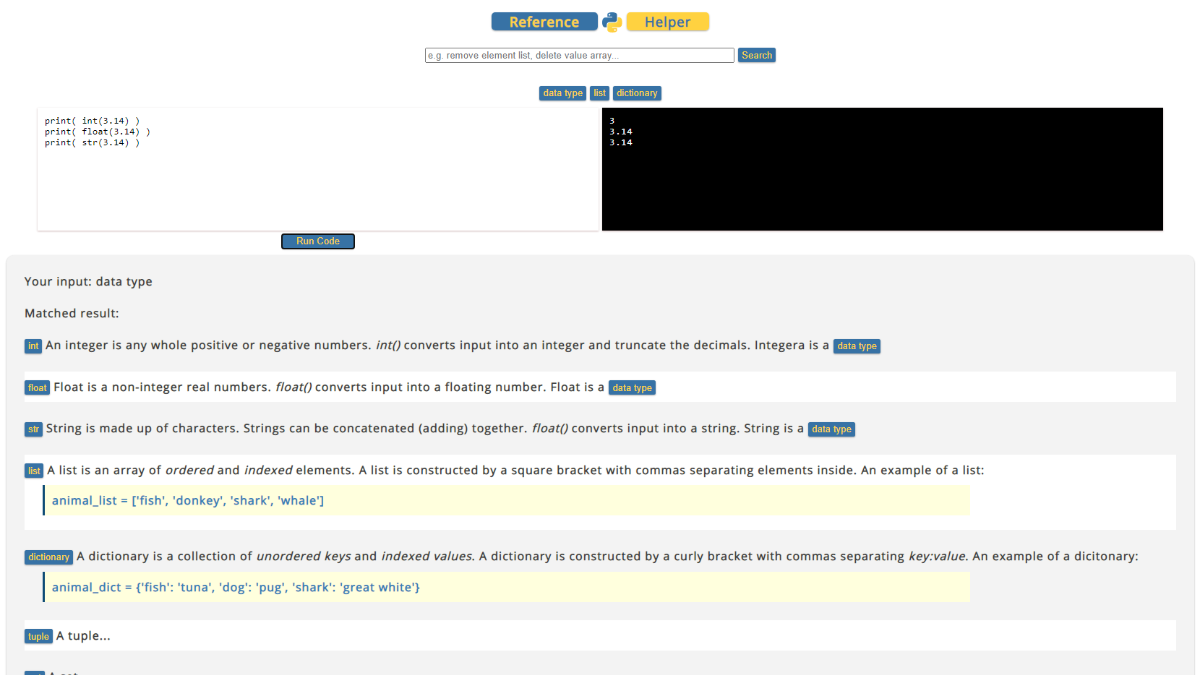 Reference Helper
e.g. remove element list, delete value array... Search
data type list dictionary
print( int(3.14) )
print( float(3.14) )
print( str(3.14) )
3
3.14
3.14
Run Code
Your input: data type
Matched result:
int An integer is any whole positive or negative numbers. int() converts input into an integer and truncate the decimals. Integera is a data type
float Float is a non-integer real numbers. float() converts input into a floating number. Float is a data type
str String is made up of characters. Strings can be concatenated (adding) together. float() converts input into a string. String is a data type
list A list is an array of ordered and indexed elements. A list is constructed by a square bracket with commas separating elements inside. An example of a list:
animal_list = ['fish', 'donkey', 'shark', 'whale']
dictionary A dictionary is a collection of unordered keys and indexed values. A dictionary is constructed by a curly bracket with commas separating key:value. An example of a dicitonary:
animal_dict = {'fish': 'tuna', 'dog': 'pug', 'shark': 'great white'}
tuple A tuple...